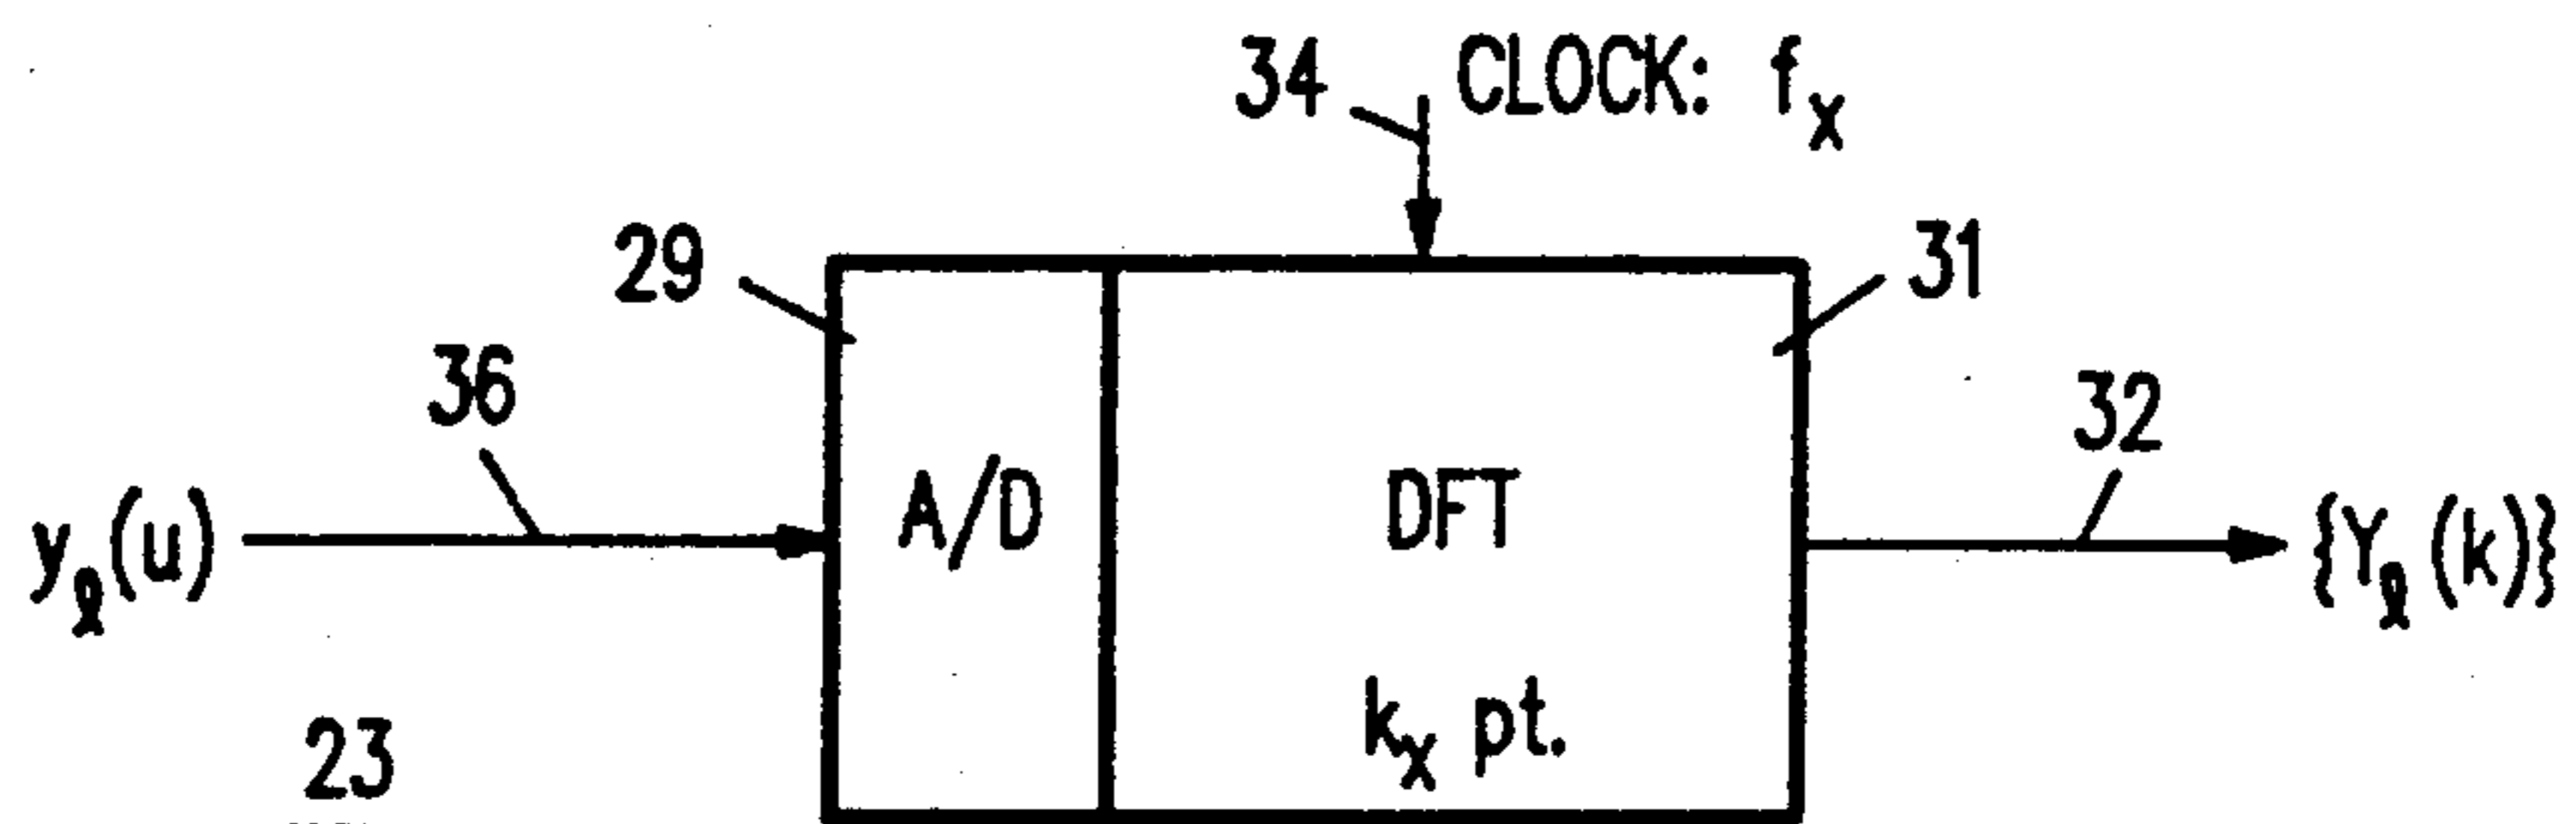 34 CLOCK: fₓ
29
31
36
32
yℓ(u)
A/D
DFT
{Yℓ(k)}
kₓ pt.
23